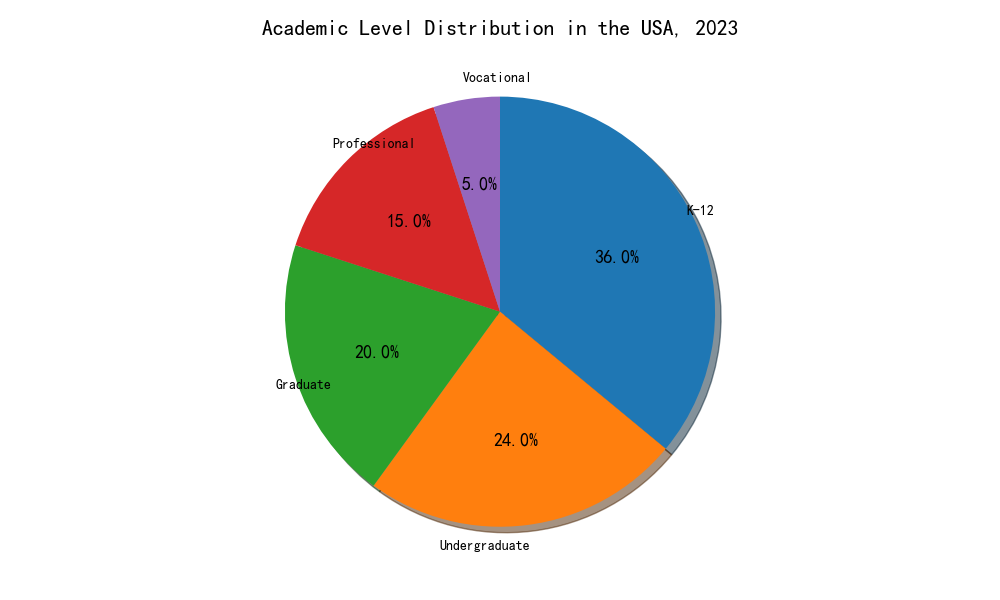 Academic Level Distribution in the USA, 2023
Vocational
Professional
5.0%
K-12
15.0%
36.0%
20.0%
Graduate
24.0%
Undergraduate